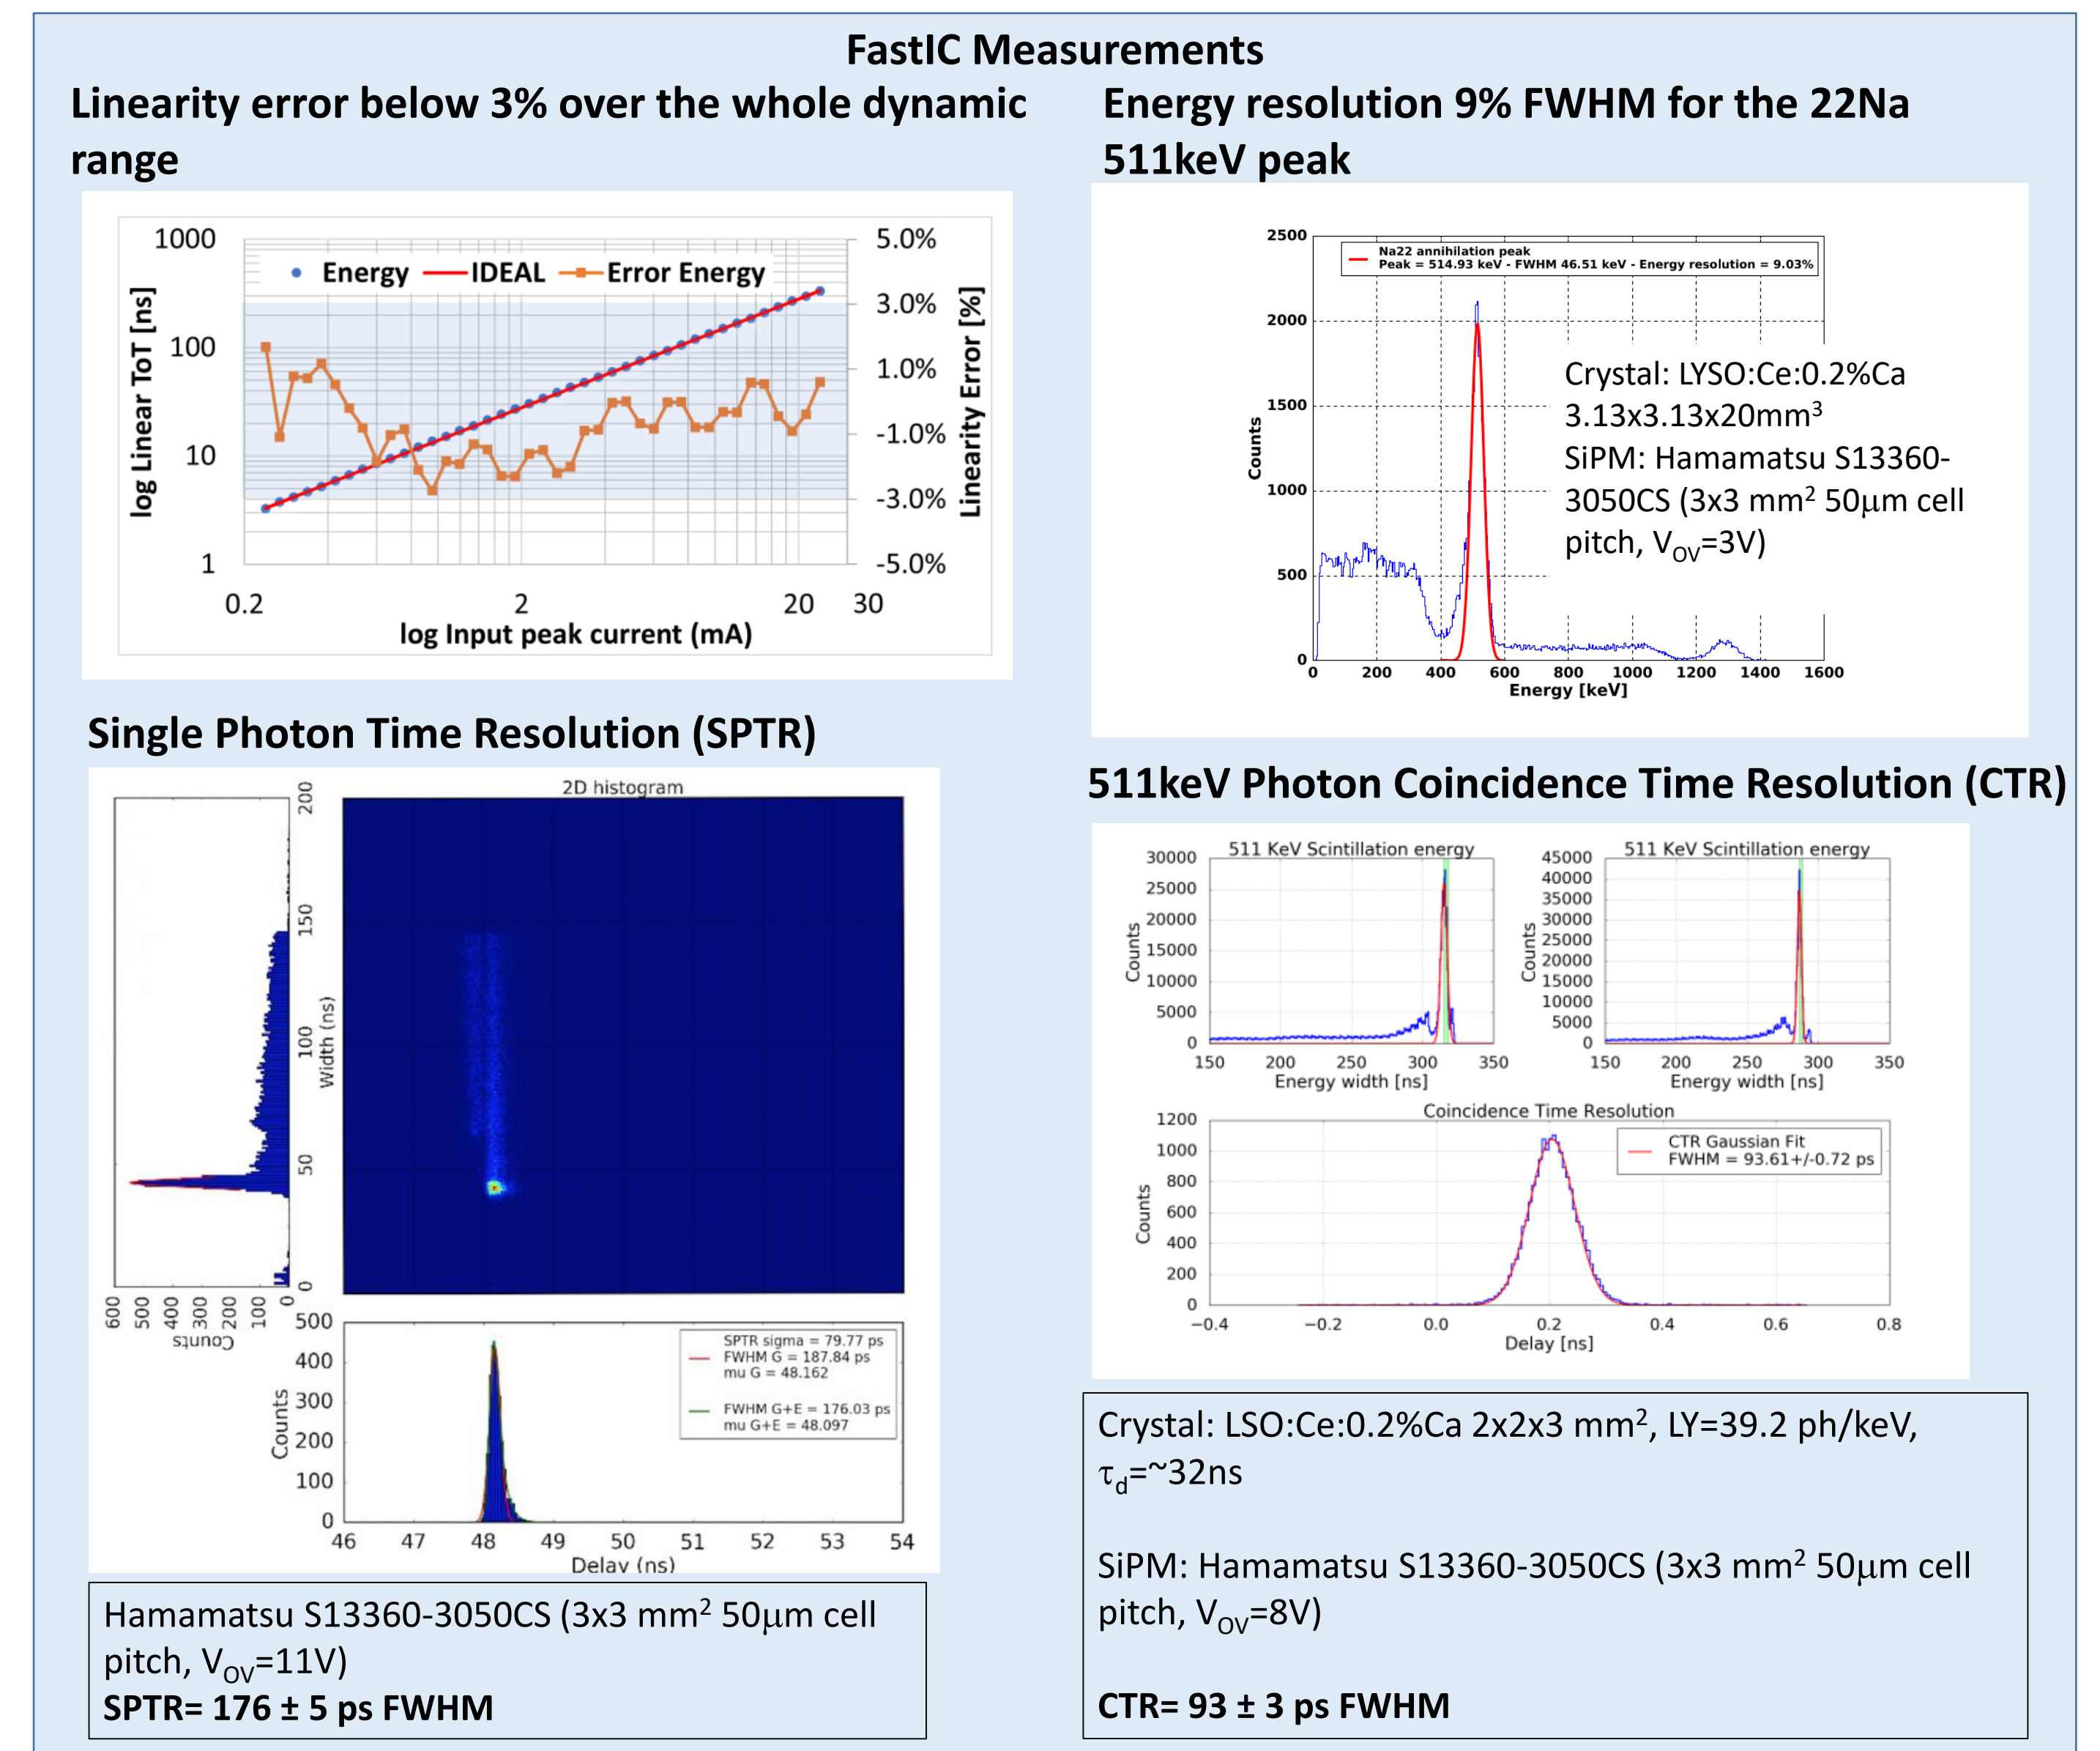 FastIC Measurements
Linearity error below 3% over the whole dynamic
range
1000
100
10
1
log Linear ToT [ns]
Energy
IDEAL
Error Energy
5.0%
3.0%
1.0%
-1.0%
-3.0%
-5.0%
Linearity Error [%]
0.2
2
20
30
log Input peak current (mA)
Energy resolution 9% FWHM for the 22Na
511keV peak
2500
2000
1500
1000
500
0
Counts
Na22 annihilation peak
Peak = 514.93 keV - FWHM 46.51 keV - Energy resolution = 9.03%
Crystal: LYSO:Ce:0.2%Ca
3.13x3.13x20mm³
SiPM: Hamamatsu S13360-
3050CS (3x3 mm² 50μm cell
pitch, VOV=3V)
0 200 400 600 800 1000 1200 1400 1600
Energy [keV]
Single Photon Time Resolution (SPTR)
2D histogram
200
150
100
50
0
Width (ns)
600 500 400 300 200 100 0
Counts
500
400
300
200
100
0
Counts
SPTR sigma = 79.77 ps
FWHM G = 187.84 ps
mu G = 48.162
FWHM G+E = 176.03 ps
mu G+E = 48.097
46 47 48 49 50 51 52 53 54
Delay (ns)
Hamamatsu S13360-3050CS (3x3 mm² 50μm cell
pitch, VOV=11V)
SPTR= 176 ± 5 ps FWHM
511keV Photon Coincidence Time Resolution (CTR)
511 KeV Scintillation energy
30000
25000
20000
15000
10000
5000
0
Counts
150 200 250 300 350
Energy width [ns]
511 KeV Scintillation energy
45000
40000
35000
30000
25000
20000
15000
10000
5000
0
Counts
150 200 250 300 350
Energy width [ns]
Coincidence Time Resolution
1200
1000
800
600
400
200
0
Counts
CTR Gaussian Fit
FWHM = 93.61+/-0.72 ps
−0.4 −0.2 0.0 0.2 0.4 0.6 0.8
Delay [ns]
Crystal: LSO:Ce:0.2%Ca 2x2x3 mm², LY=39.2 ph/keV,
τd=~32ns
SiPM: Hamamatsu S13360-3050CS (3x3 mm² 50μm cell
pitch, VOV=8V)
CTR= 93 ± 3 ps FWHM